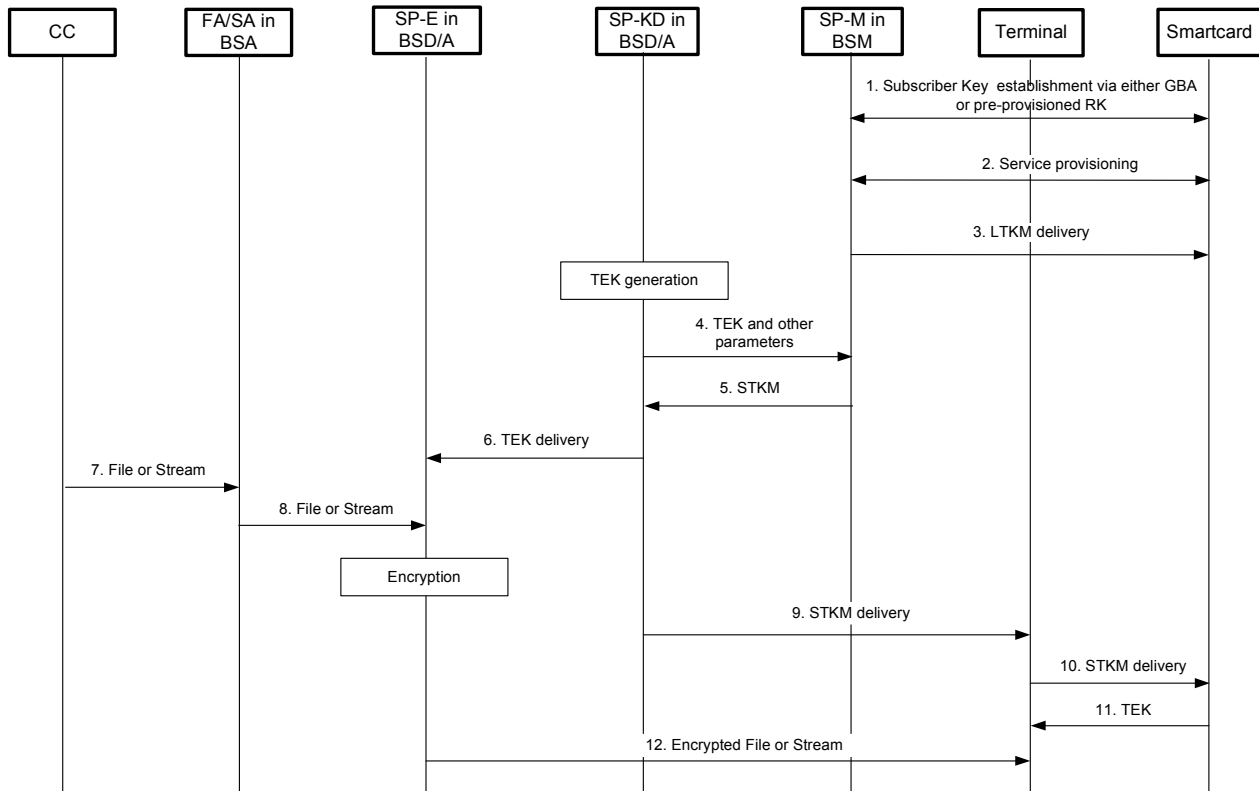 CC
FA/SA in
BSA
SP-E in
BSD/A
SP-KD in
BSD/A
SP-M in
BSM
Terminal
Smartcard
1. Subscriber Key establishment via either GBA
or pre-provisioned RK
2. Service provisioning
3. LTKM delivery
TEK generation
4. TEK and other
parameters
5. STKM
6. TEK delivery
7. File or Stream
8. File or Stream
Encryption
9. STKM delivery
10. STKM delivery
11. TEK
12. Encrypted File or Stream